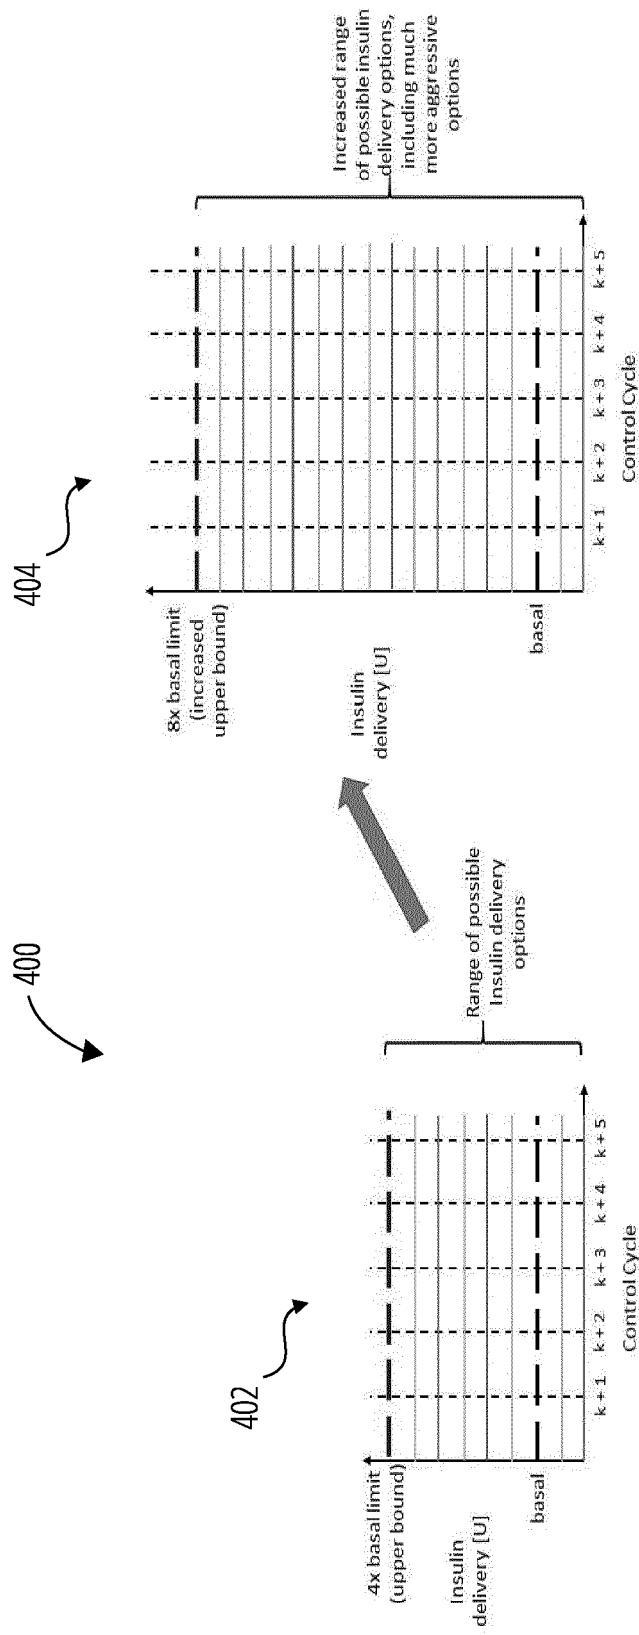 400
402
4x basal limit
(upper bound)
Insulin
delivery [U]
basal
k+1
k+2
k+3
k+4
k+5
Control Cycle
Range of possible
Insulin delivery
options
404
8x basal limit
(increased
upper bound)
Insulin
delivery [U]
basal
k+1
k+2
k+3
k+4
k+5
Control Cycle
Increased range
of possible insulin
delivery options,
including much
more aggressive
options